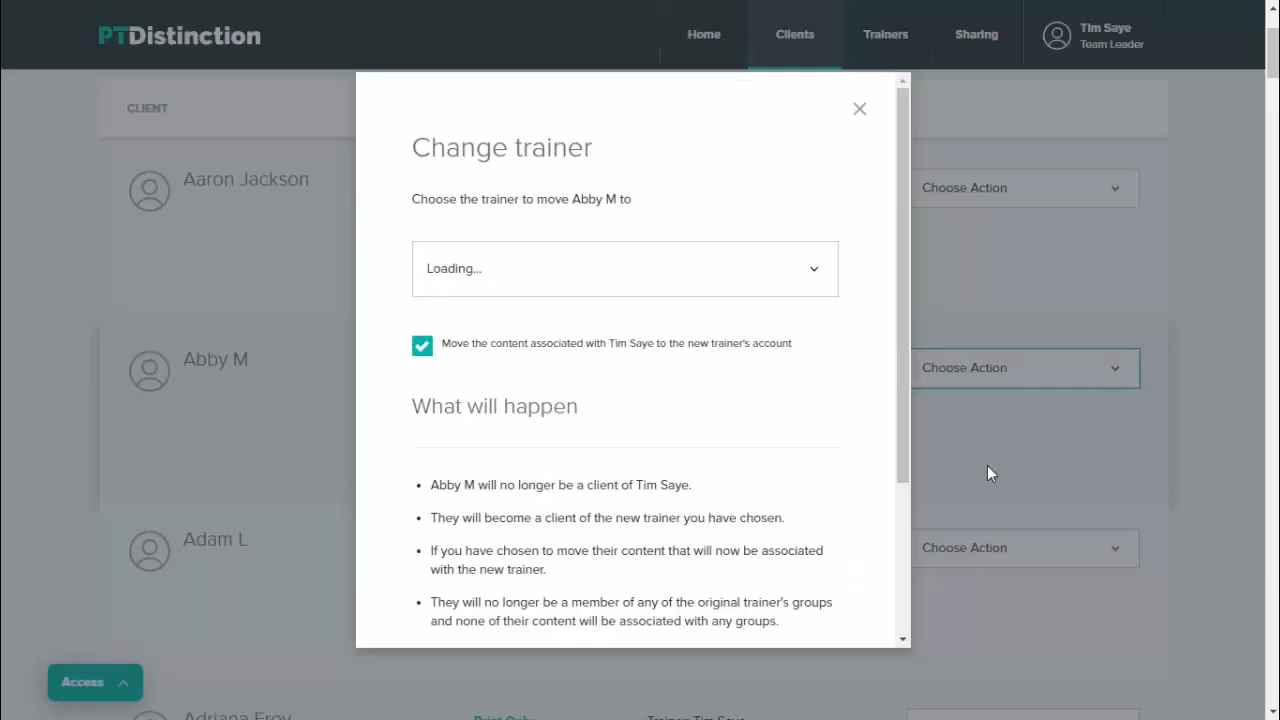 PTDistinction
Home
Clients
Trainers
Sharing
Tim Saye
Team Leader
CLIENT
Aaron Jackson
Choose Action
Abby M
Choose Action
Adam L
Choose Action
Change trainer
Choose the trainer to move Abby M to
Loading...
Move the content associated with Tim Saye to the new trainer's account
What will happen
• Abby M will no longer be a client of Tim Saye.
• They will become a client of the new trainer you have chosen.
• If you have chosen to move their content that will now be associated
with the new trainer.
• They will no longer be a member of any of the original trainer's groups
and none of their content will be associated with any groups.
Access
Adriana Frey
Print Only
Trainer: Tim Saye